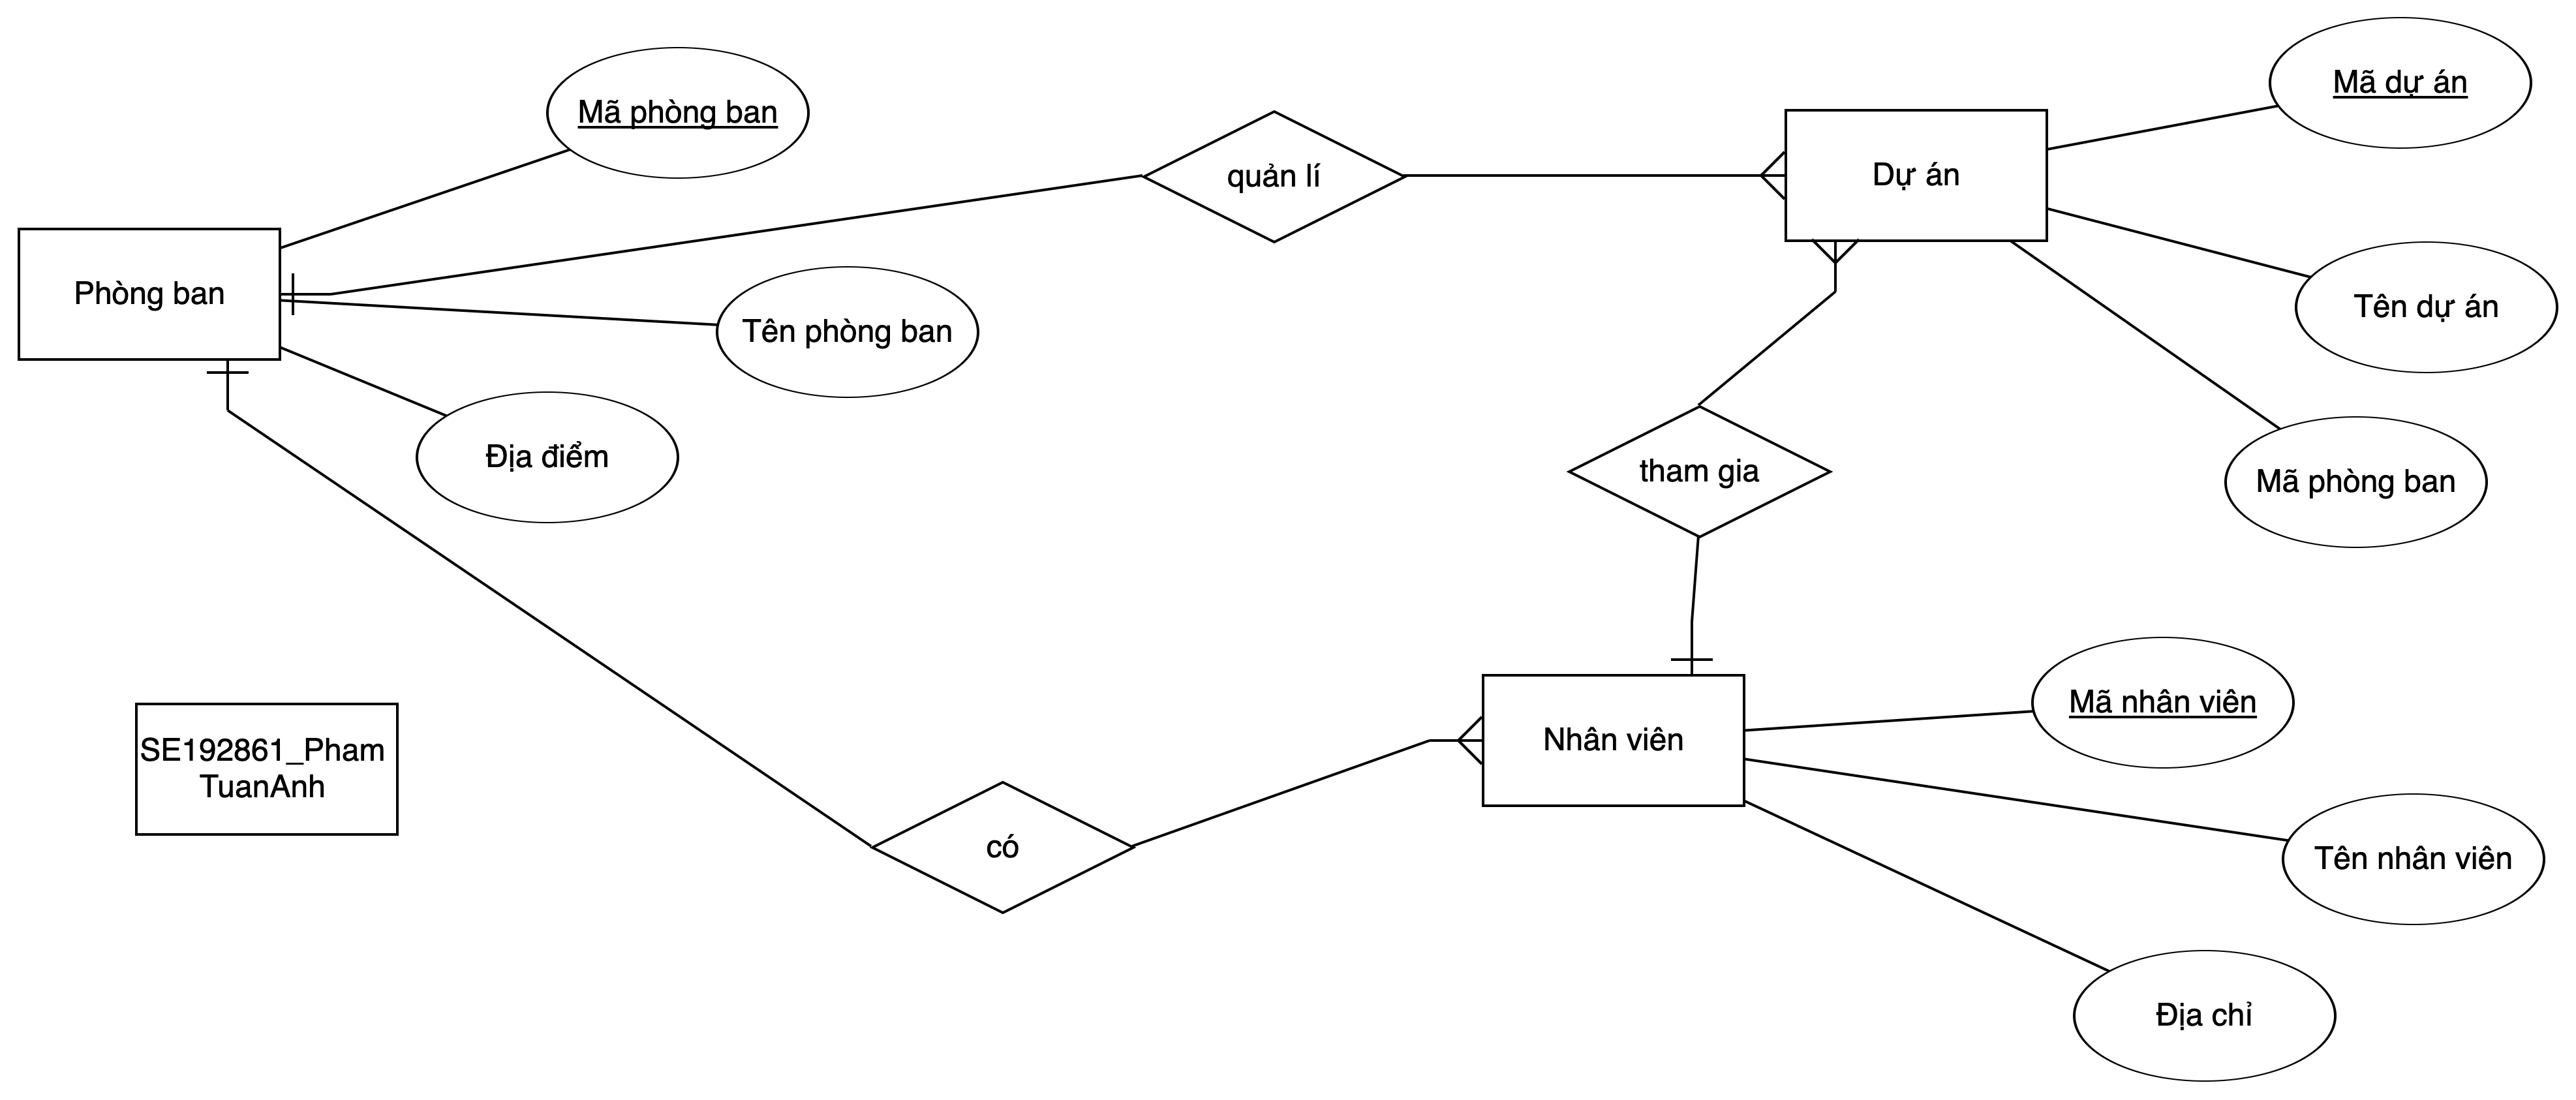 Mã phòng ban
Mã dự án
quản lí
Dự án
Phòng ban
Tên phòng ban
Tên dự án
Địa điểm
tham gia
Mã phòng ban
Mã nhân viên
Nhân viên
SE192861_Pham
TuanAnh
có
Tên nhân viên
Địa chỉ